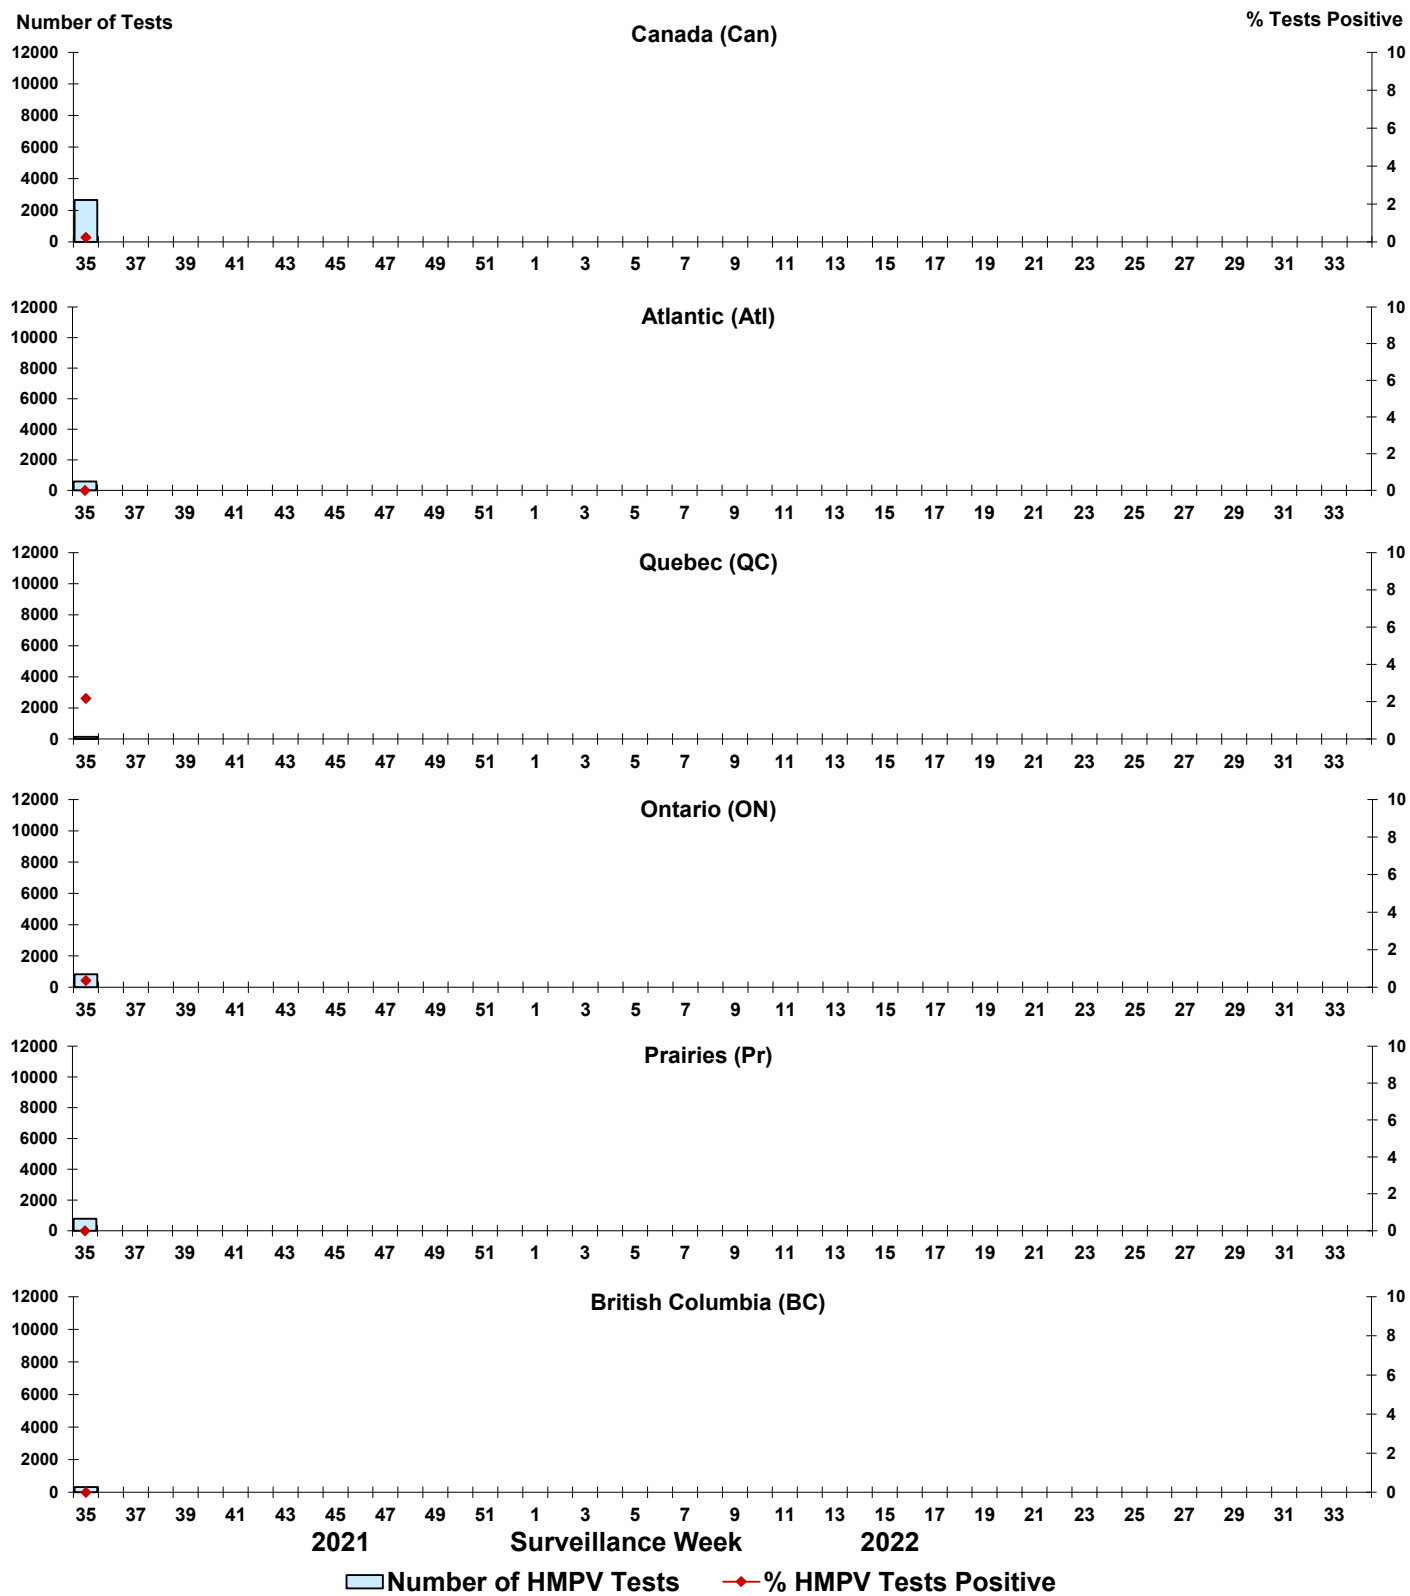 Number of Tests
% Tests Positive
Canada (Can)
12000 10
10000 8
8000 6
6000 4
4000 2
2000 0
0
35 37 39 41 43 45 47 49 51 1 3 5 7 9 11 13 15 17 19 21 23 25 27 29 31 33
Atlantic (Atl)
12000 10
10000 8
8000 6
6000 4
4000 2
2000 0
0
35 37 39 41 43 45 47 49 51 1 3 5 7 9 11 13 15 17 19 21 23 25 27 29 31 33
Quebec (QC)
12000 10
10000 8
8000 6
6000 4
4000 2
2000 0
0
35 37 39 41 43 45 47 49 51 1 3 5 7 9 11 13 15 17 19 21 23 25 27 29 31 33
Ontario (ON)
12000 10
10000 8
8000 6
6000 4
4000 2
2000 0
0
35 37 39 41 43 45 47 49 51 1 3 5 7 9 11 13 15 17 19 21 23 25 27 29 31 33
Prairies (Pr)
12000 10
10000 8
8000 6
6000 4
4000 2
2000 0
0
35 37 39 41 43 45 47 49 51 1 3 5 7 9 11 13 15 17 19 21 23 25 27 29 31 33
British Columbia (BC)
12000 10
10000 8
8000 6
6000 4
4000 2
2000 0
0
35 37 39 41 43 45 47 49 51 1 3 5 7 9 11 13 15 17 19 21 23 25 27 29 31 33
2021 Surveillance Week 2022
Number of HMPV Tests % HMPV Tests Positive